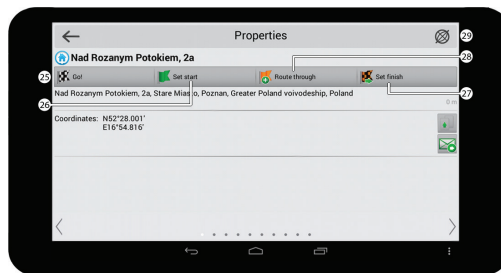 Properties
29
Nad Rozanym Potokiem, 2a
28
25
Go!
Set start
Route through
Set finish
26
27
Nad Rozanym Potokiem, 2a, Stare Miasto, Poznan, Greater Poland voivodeship, Poland
0 m
Coordinates: N52°28.001'
E16°54.816'